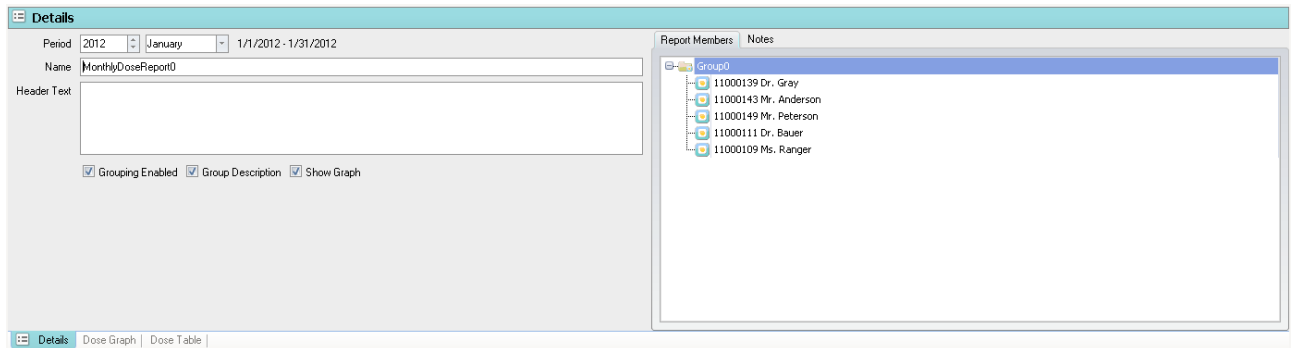 Details
Period 2012 January 1/1/2012 - 1/31/2012
Name MonthlyDoseReport0
Header Text
Grouping Enabled Group Description Show Graph
Report Members Notes
Group0
11000139 Dr. Gray
11000143 Mr. Anderson
11000149 Mr. Peterson
11000111 Dr. Bauer
11000109 Ms. Ranger
Details Dose Graph Dose Table